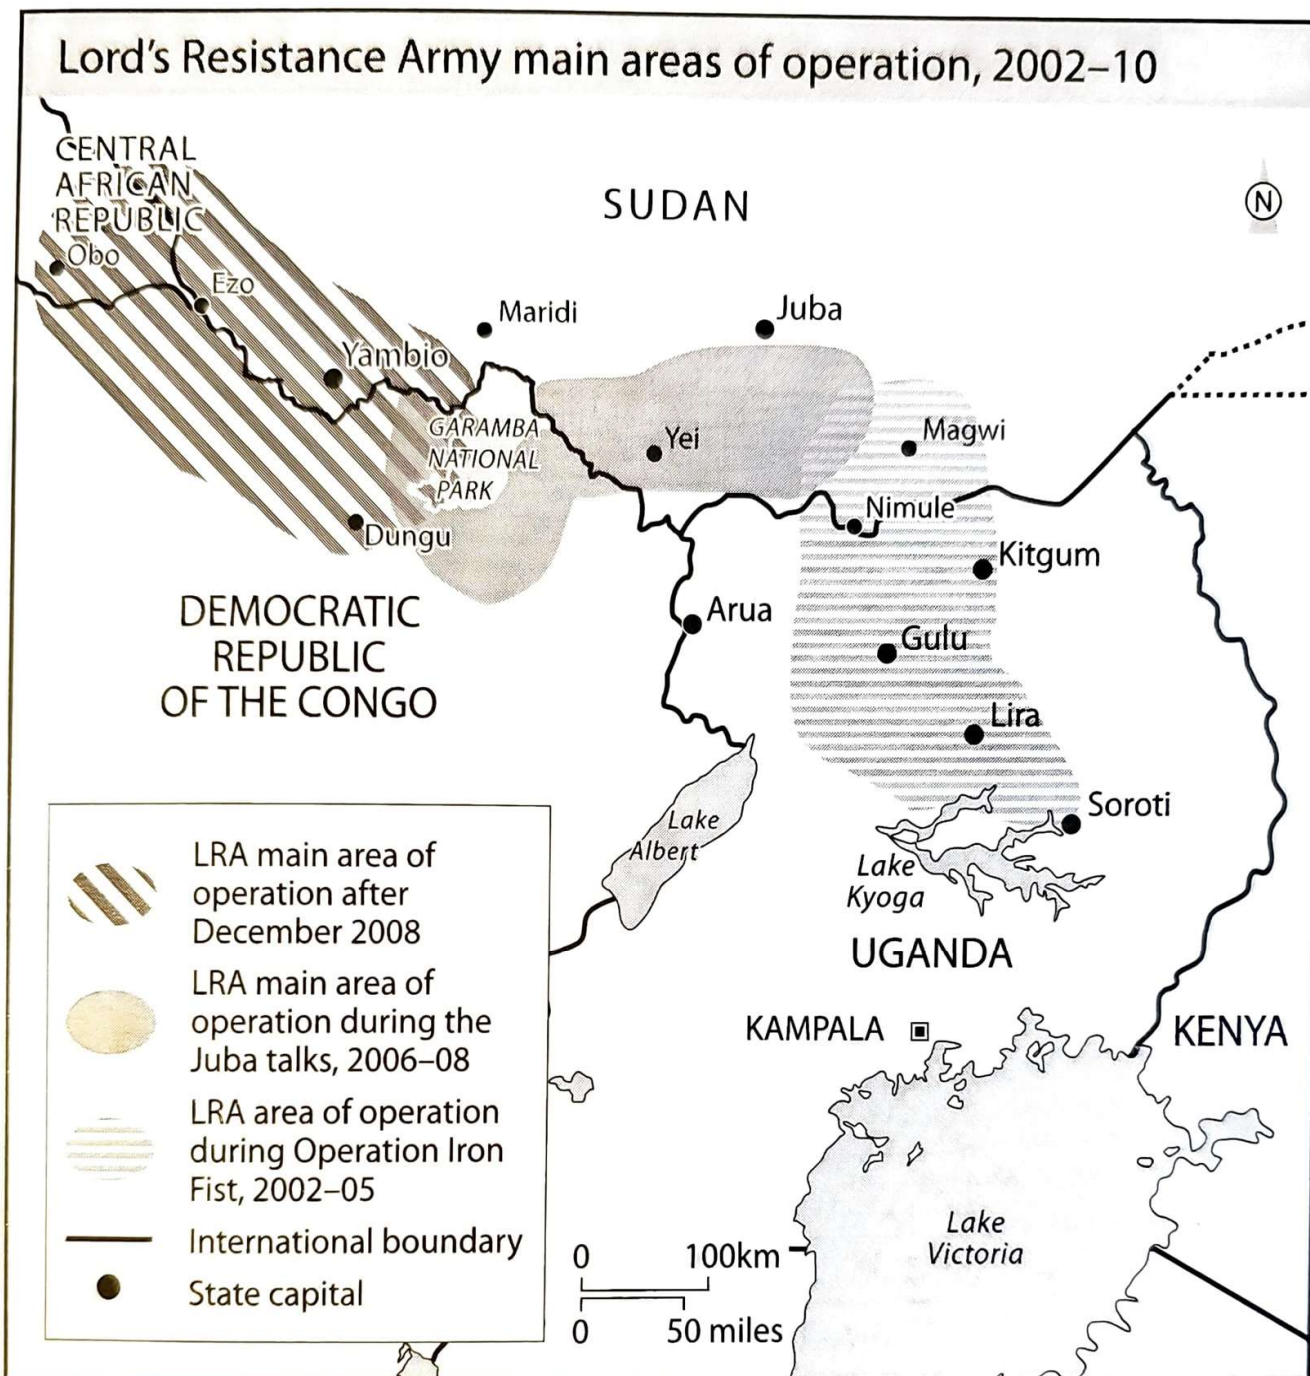 Lord's Resistance Army main areas of operation, 2002–10
CENTRAL
AFRICAN
REPUBLIC
SUDAN
N
Obo
Ezo
Maridi
Juba
Yambio
GARAMBA
NATIONAL
PARK
Yei
Magwi
Nimule
Dungu
Kitgum
DEMOCRATIC
REPUBLIC
OF THE CONGO
Arua
Gulu
Lira
Soroti
Lake
Albert
Lake
Kyoga
UGANDA
KAMPALA
KENYA
Lake
Victoria
LRA main area of
operation after
December 2008
LRA main area of
operation during the
Juba talks, 2006–08
LRA area of operation
during Operation Iron
Fist, 2002–05
International boundary
State capital
0 100km
0 50 miles